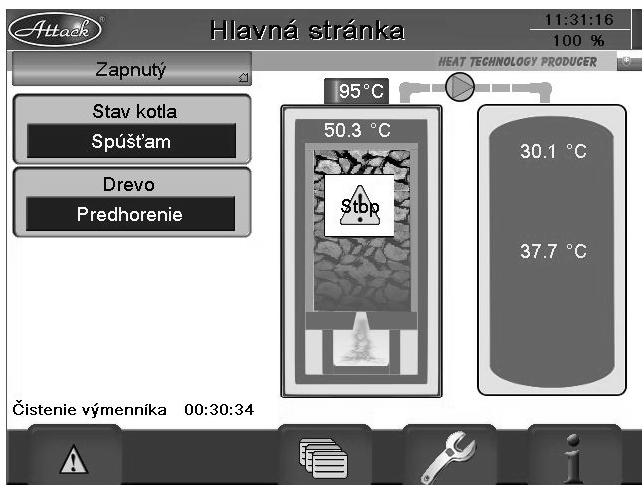 Attack
Hlavná stránka
11:31:16
100 %
HEAT TECHNOLOGY PRODUCER
Zapnutý
Stav kotla
Spúšťam
Drevo
Predhorenie
95°C
50.3 °C
Stop
30.1 °C
37.7 °C
Čistenie výmenníka 00:30:34